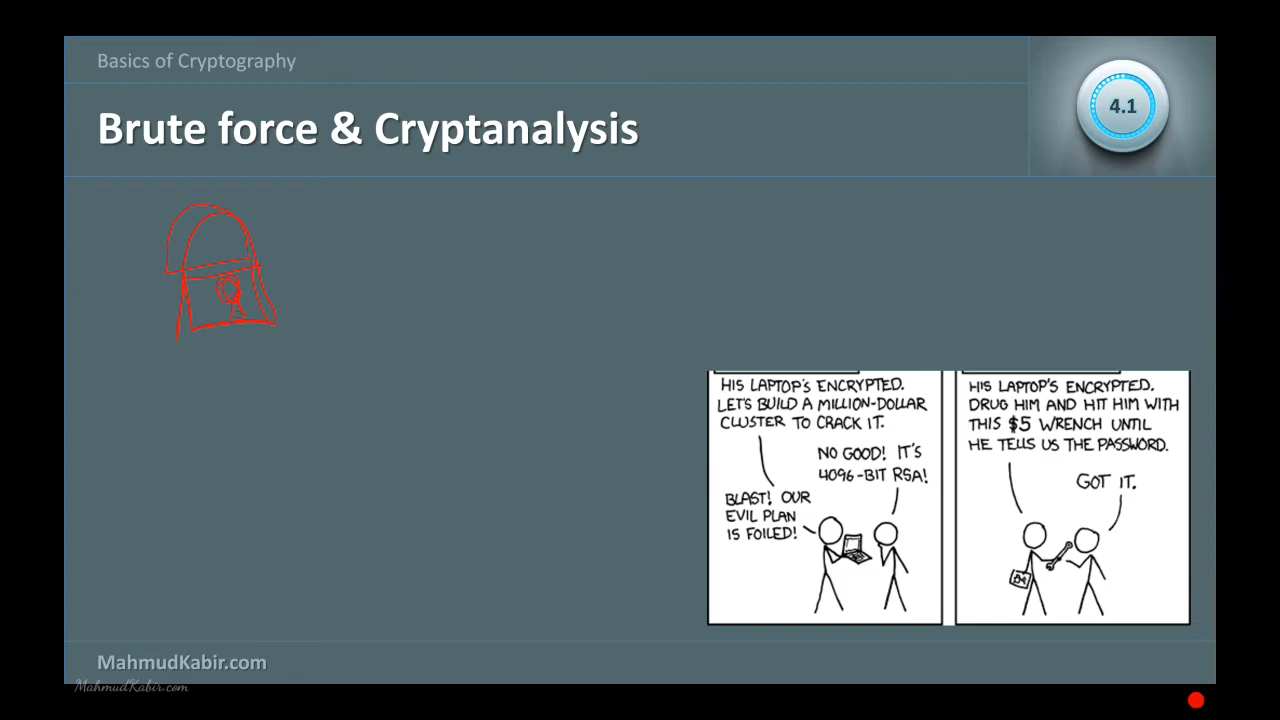 Basics of Cryptography
4.1
Brute force & Cryptanalysis
HIS LAPTOP'S ENCRYPTED.
LET'S BUILD A MILLION-DOLLAR
CLUSTER TO CRACK IT.
NO GOOD! IT'S
4096-BIT RSA!
BLAST! OUR
EVIL PLAN
IS FOILED!
HIS LAPTOP'S ENCRYPTED.
DRUG HIM AND HIT HIM WITH
THIS $5 WRENCH UNTIL
HE TELLS US THE PASSWORD.
GOT IT.
MahmudKabir.com
MahmudKabir.com